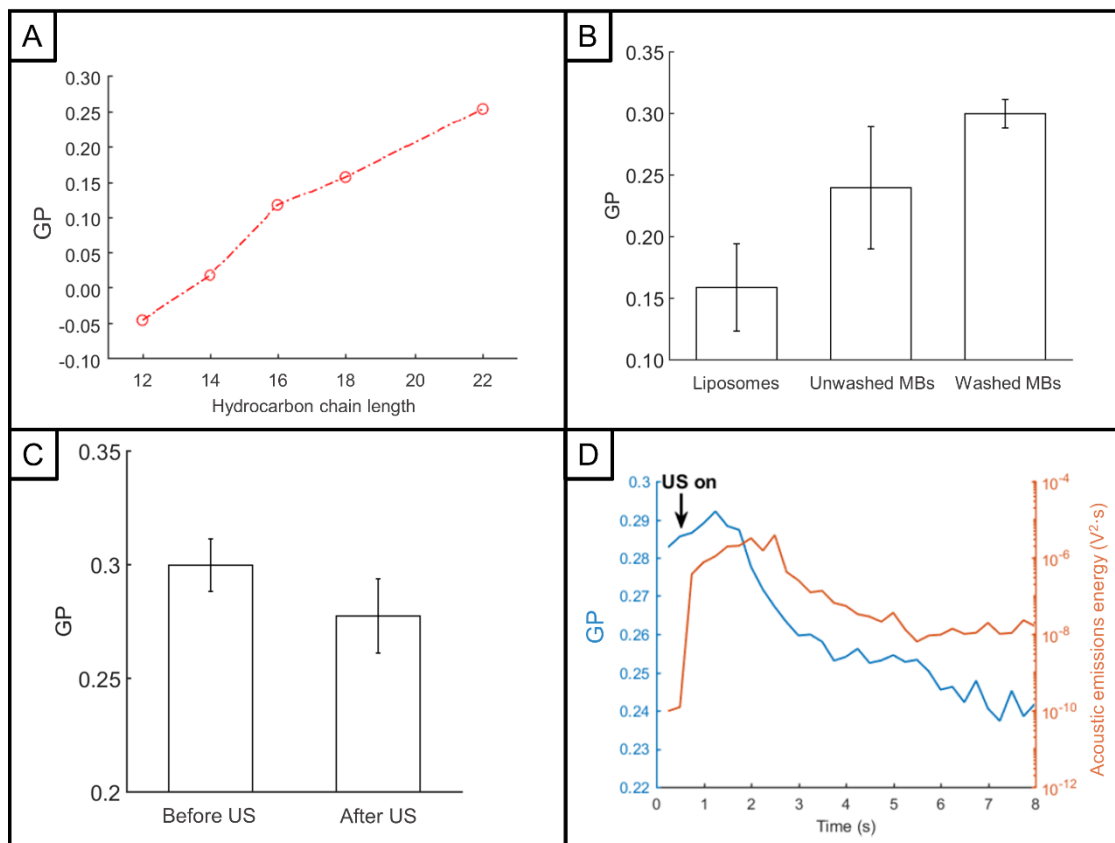 A
0.30
0.25
0.20
0.15
0.10
0.05
0.00
-0.05
-0.10
GP
12 14 16 18 20 22
Hydrocarbon chain length
B
0.35
0.30
0.25
0.20
0.15
0.10
GP
Liposomes Unwashed MBs Washed MBs
C
0.35
0.3
0.25
0.2
GP
Before US After US
D
US on
0.3
0.29
0.28
0.27
0.26
0.25
0.24
0.23
0.22
GP
10⁻⁴
10⁻⁶
10⁻⁸
10⁻¹⁰
10⁻¹²
Acoustic emissions energy (V²·s)
0 1 2 3 4 5 6 7 8
Time (s)